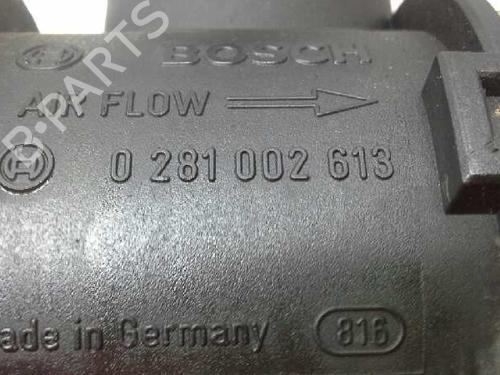 BOSCH
AIR FLOW
0 281 002 613
ade in Germany
816
B-PARTS